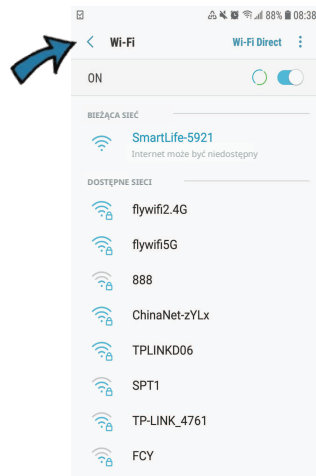 88% 08:38
Wi-Fi Wi-Fi Direct
ON
BIEŻĄCA SIEĆ
SmartLife-5921
Internet może być niedostępny
DOSTĘPNE SIECI
flywifi2.4G
flywifi5G
888
ChinaNet-zYLx
TPLINKD06
SPT1
TP-LINK_4761
FCY